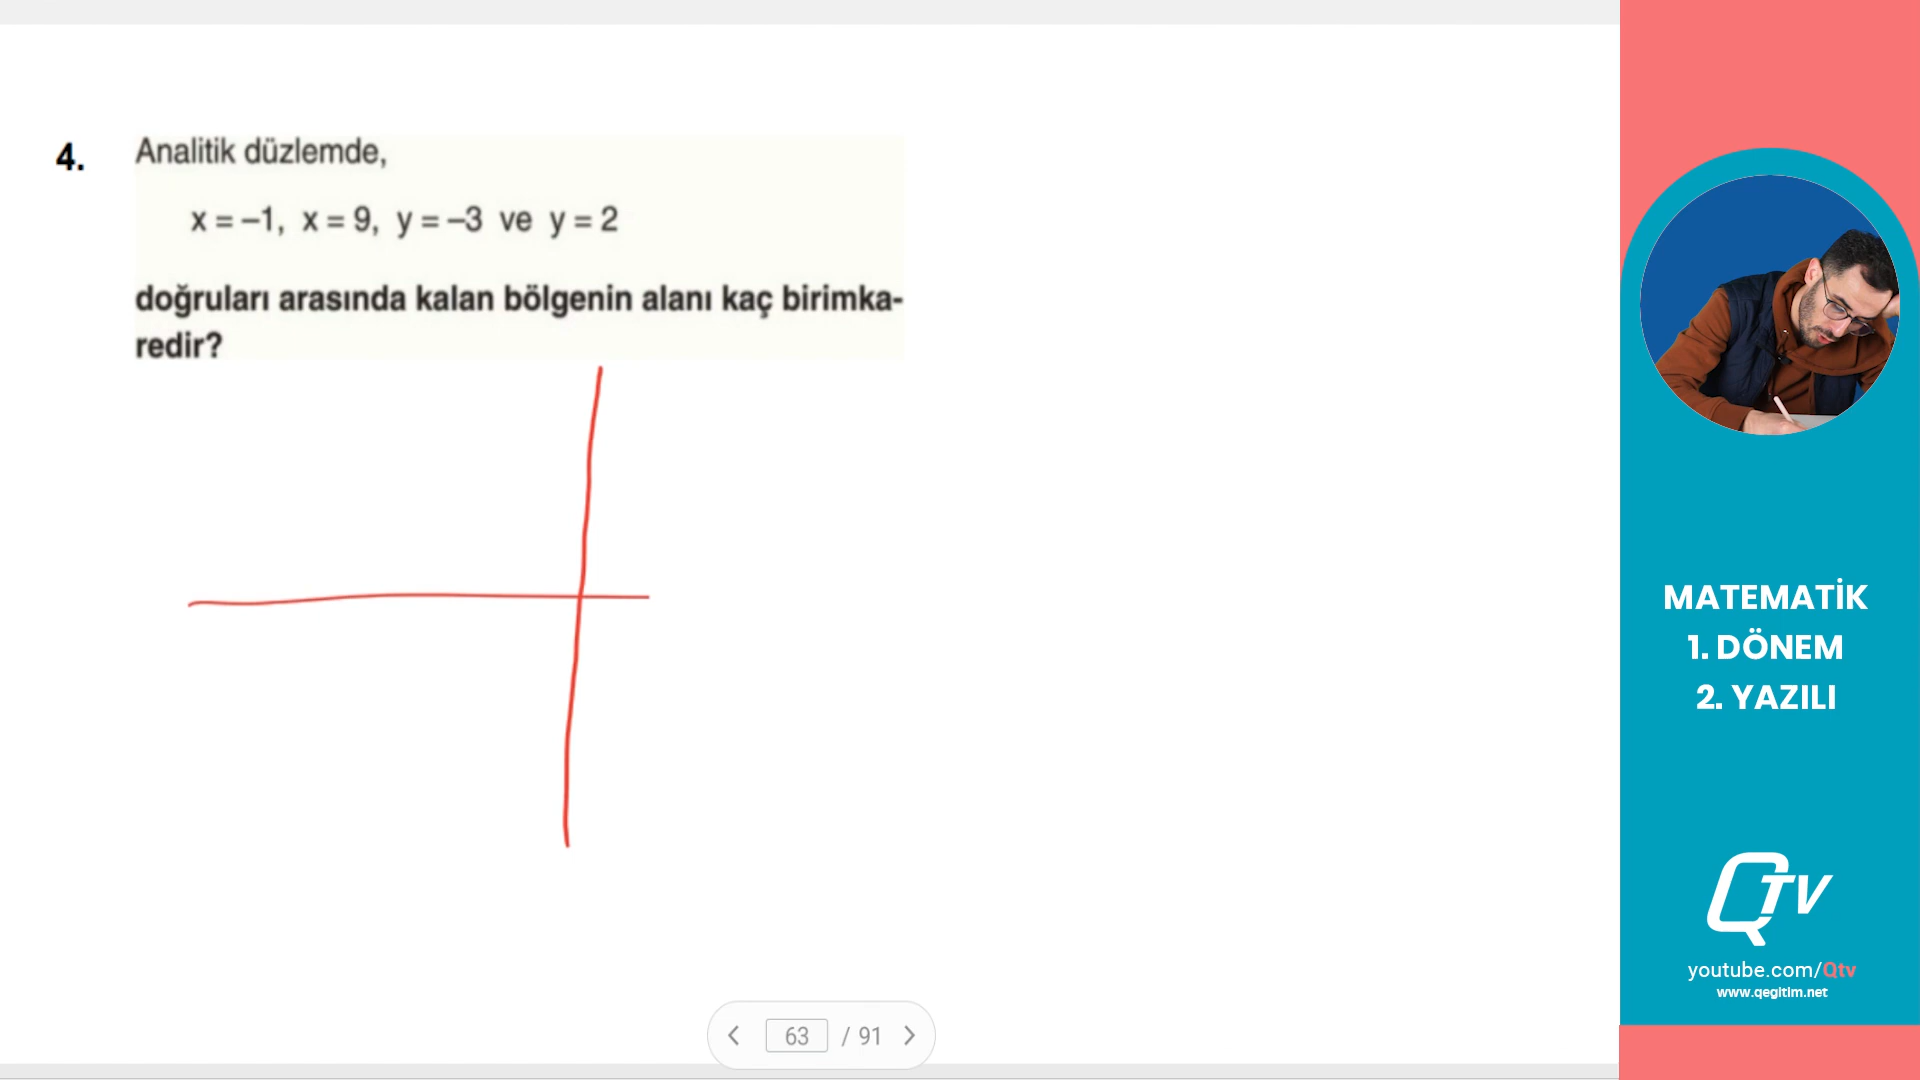 4.
Analitik düzlemde,
x = –1, x = 9, y = –3 ve y = 2
doğruları arasında kalan bölgenin alanı kaç birimka-
redir?
63 / 91
MATEMATİK
1. DÖNEM
2. YAZILI
QTV
youtube.com/Qtv
www.qegitim.net